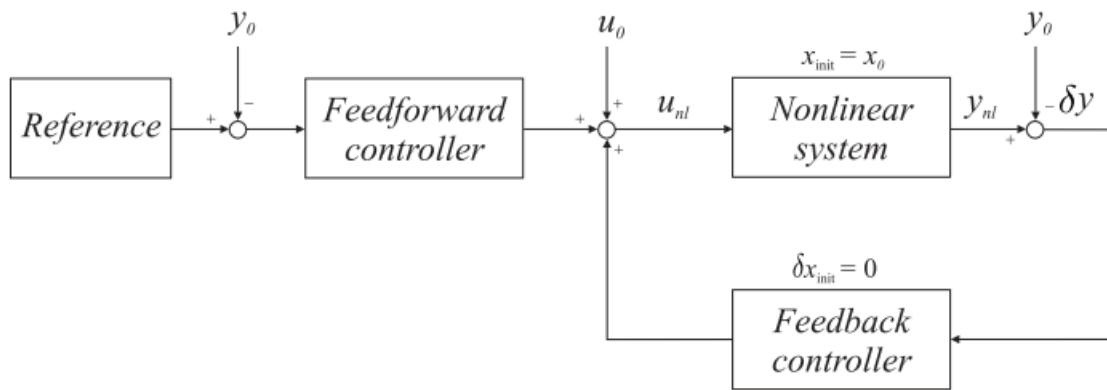 y₀
u₀
y₀
x_init = x₀
Reference
+
−
Feedforward
controller
+
+
+
u_nl
Nonlinear
system
y_nl
+
−
δy
δx_init = 0
Feedback
controller